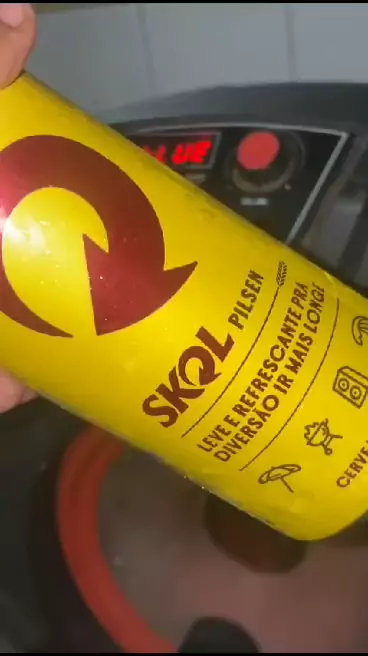 SKOL PILSEN
LEVE E REFRESCANTE PRA
DIVERSÃO IR MAIS LONGE